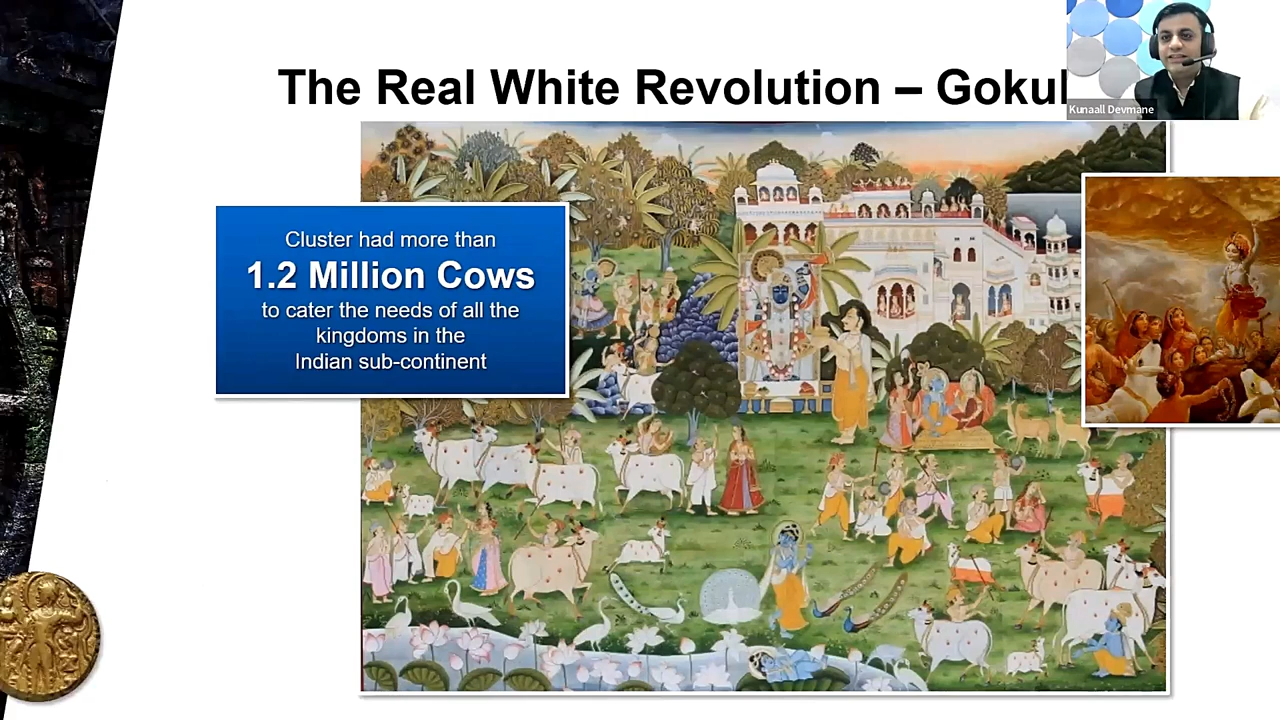 The Real White Revolution – Gokul
Kunaall Devmane
Cluster had more than
1.2 Million Cows
to cater the needs of all the
kingdoms in the
Indian sub-continent